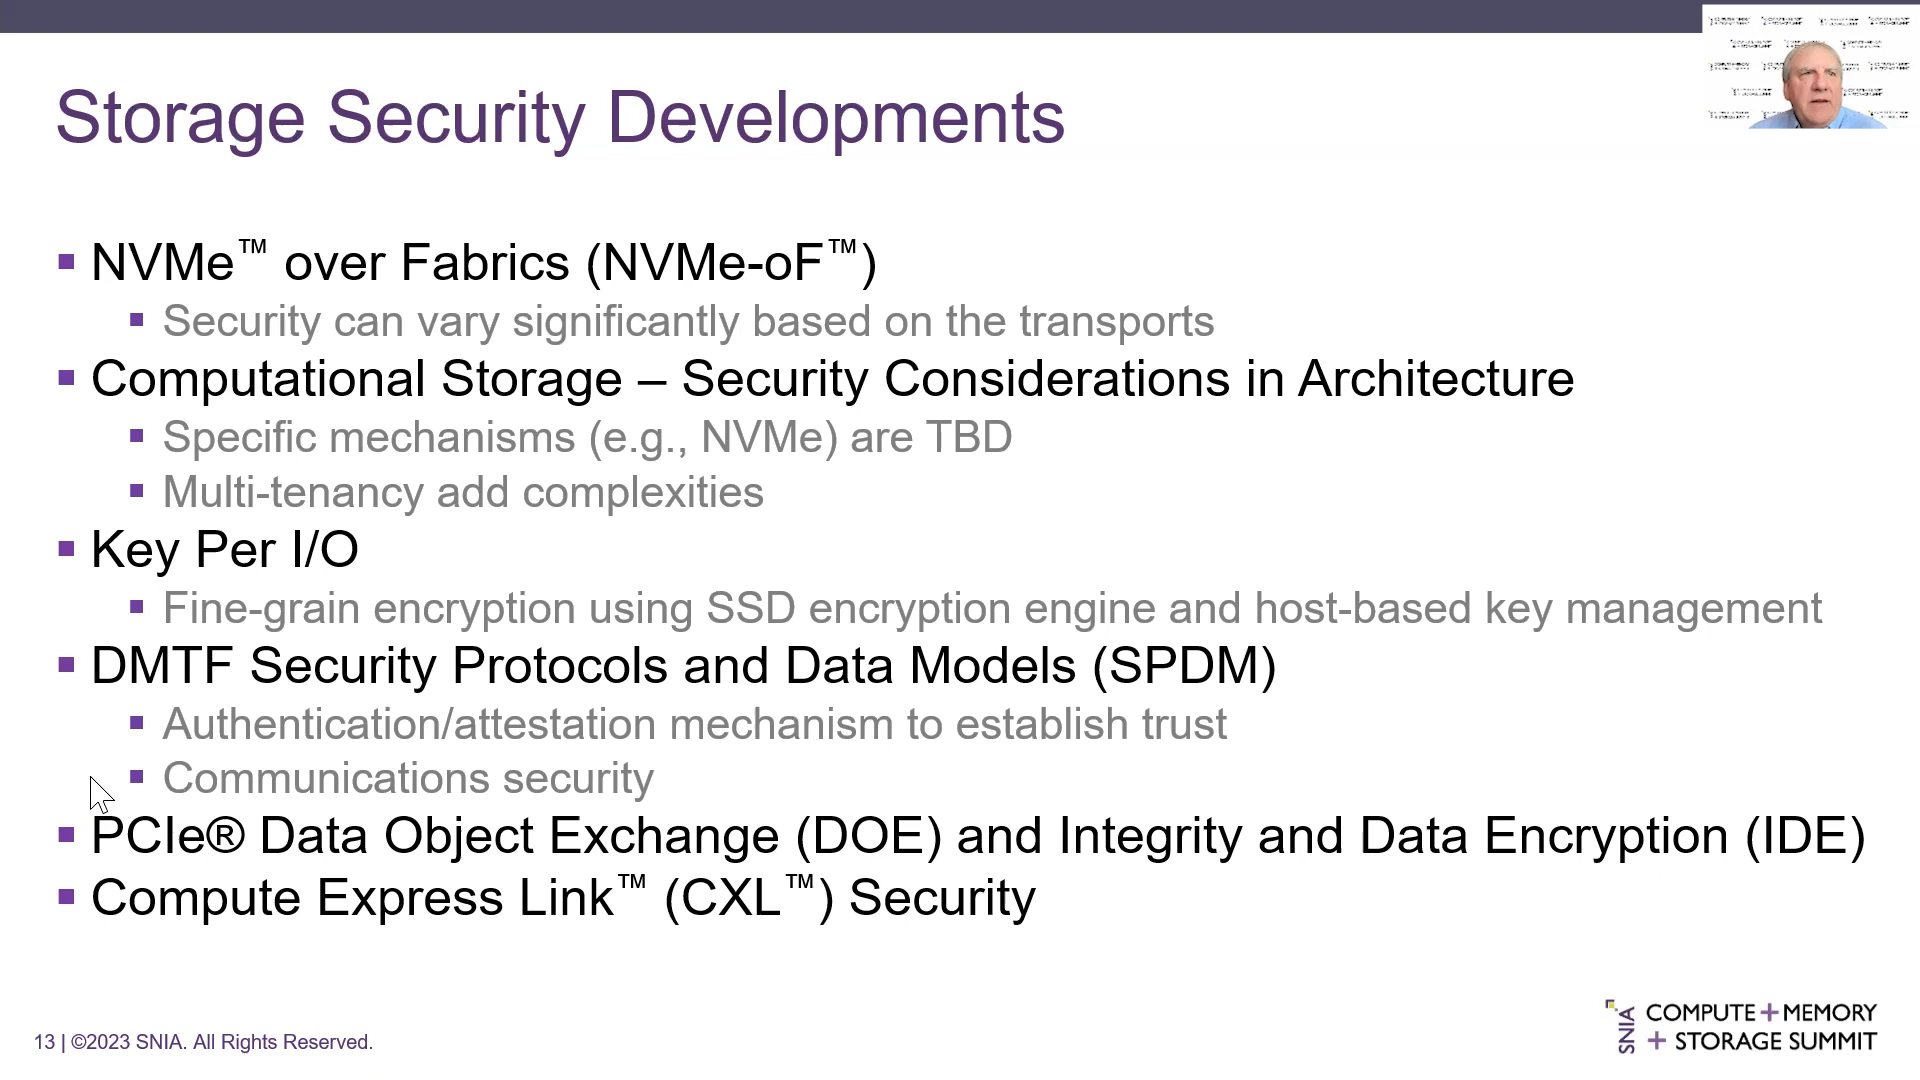 Storage Security Developments
NVMe™ over Fabrics (NVMe-oF™)
Security can vary significantly based on the transports
Computational Storage – Security Considerations in Architecture
Specific mechanisms (e.g., NVMe) are TBD
Multi-tenancy add complexities
Key Per I/O
Fine-grain encryption using SSD encryption engine and host-based key management
DMTF Security Protocols and Data Models (SPDM)
Authentication/attestation mechanism to establish trust
Communications security
PCIe® Data Object Exchange (DOE) and Integrity and Data Encryption (IDE)
Compute Express Link™ (CXL™) Security
13 | ©2023 SNIA. All Rights Reserved.
SNIA
COMPUTE+MEMORY
+ STORAGE SUMMIT